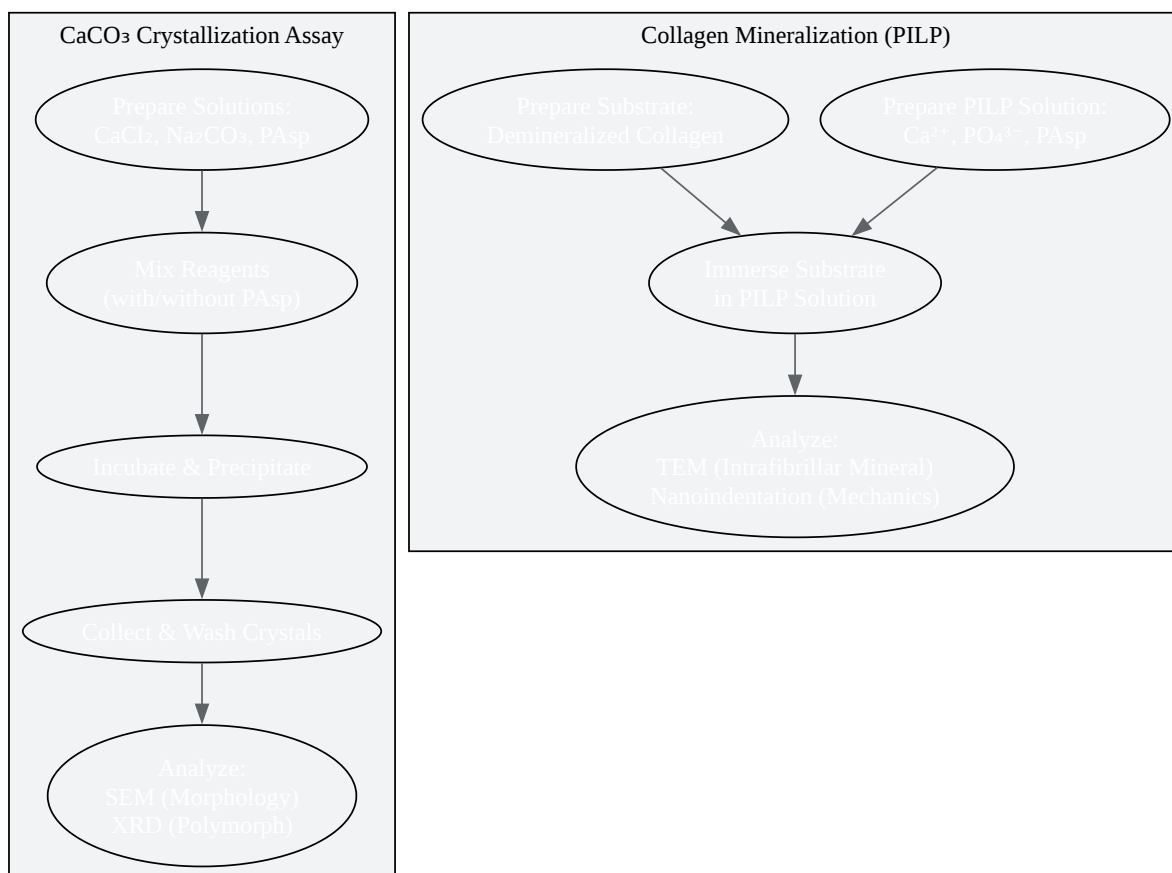 CaCO₃ Crystallization Assay
Prepare Solutions:
CaCl₂, Na₂CO₃, PAsp
Mix Reagents
(with/without PAsp)
Incubate & Precipitate
Collect & Wash Crystals
Analyze:
SEM (Morphology)
XRD (Polymorph)
Collagen Mineralization (PILP)
Prepare Substrate:
Demineralized Collagen
Prepare PILP Solution:
Ca²⁺, PO₄³⁻, PAsp
Immerse Substrate
in PILP Solution
Analyze:
TEM (Intrafibrillar Mineral)
Nanoindentation (Mechanics)